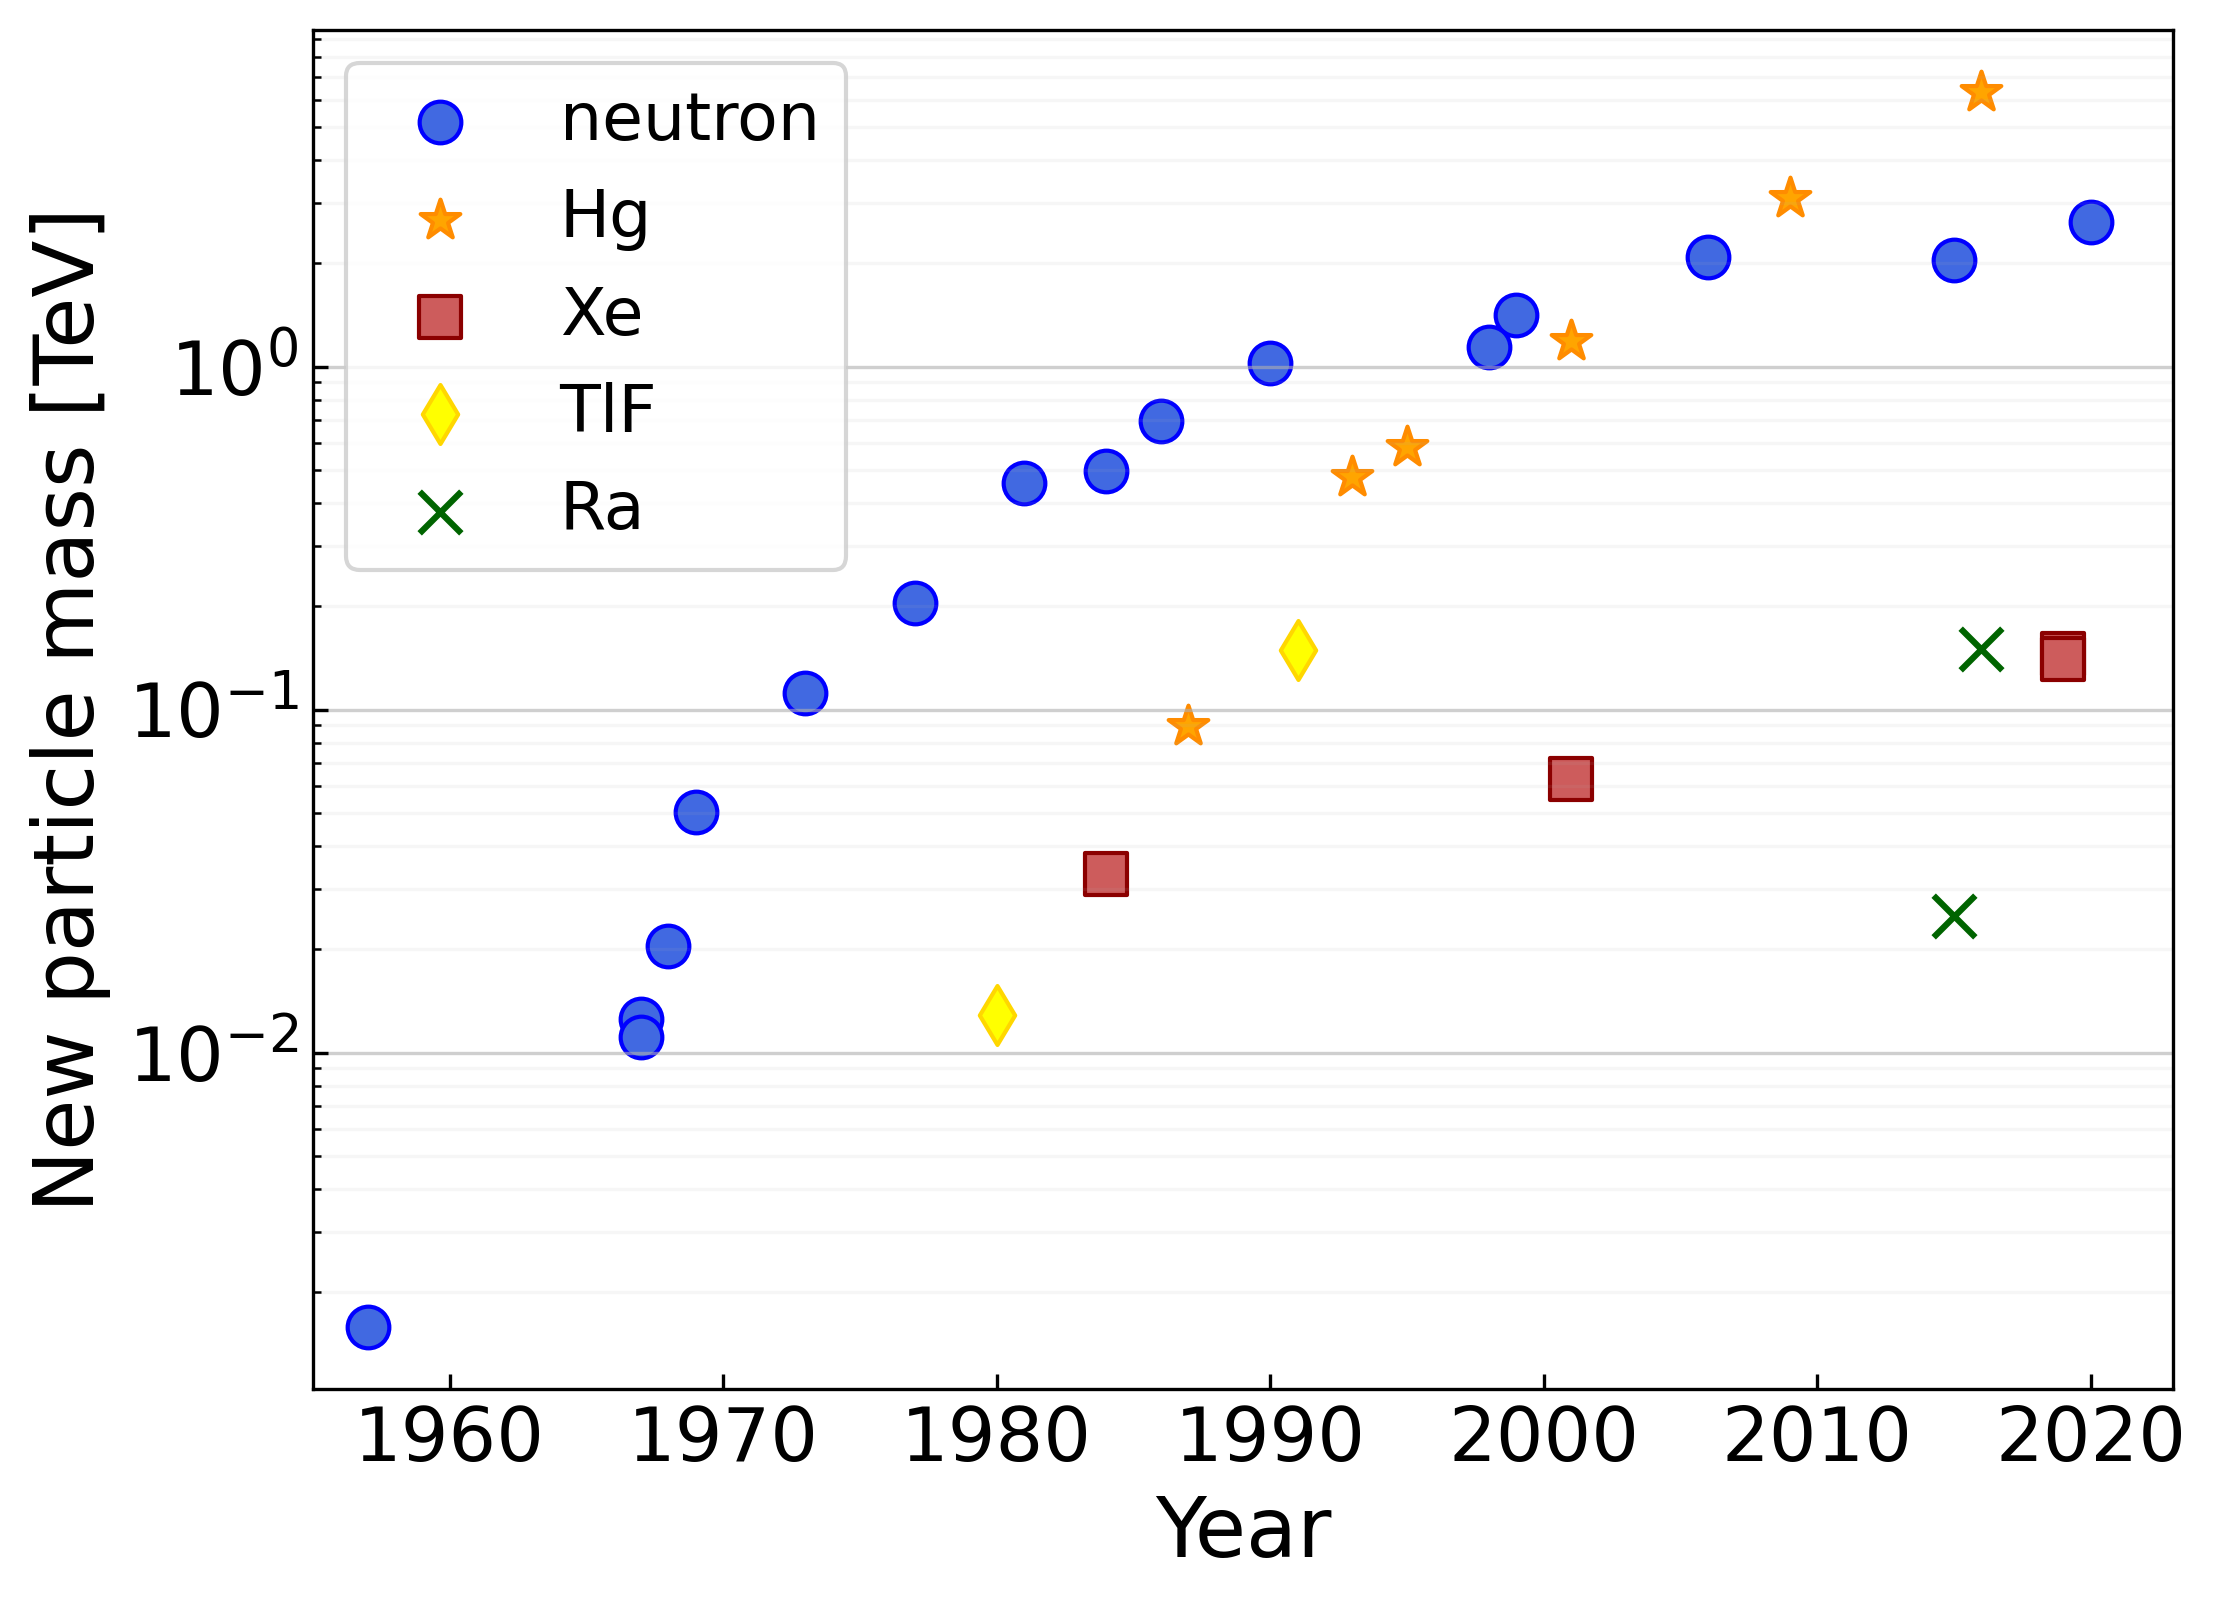 New particle mass [TeV]
neutron
Hg
Xe
TlF
Ra
10⁰
10⁻¹
10⁻²
1960 1970 1980 1990 2000 2010 2020
Year